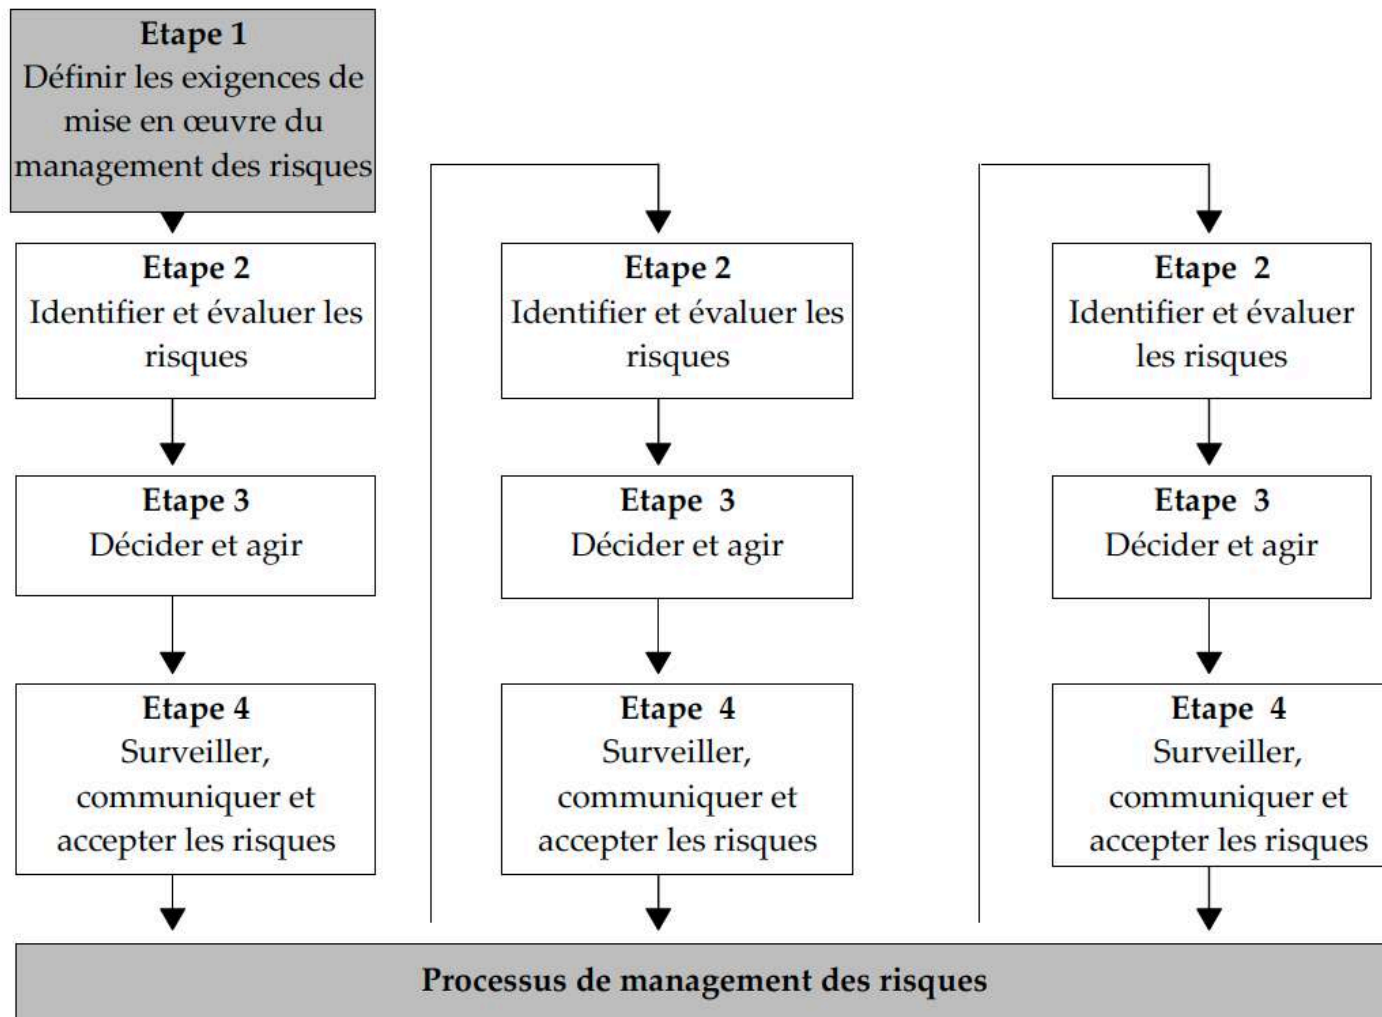 Etape 1
Définir les exigences de
mise en œuvre du
management des risques
Etape 2
Identifier et évaluer les
risques
Etape 3
Décider et agir
Etape 4
Surveiller,
communiquer et
accepter les risques
Etape 2
Identifier et évaluer les
risques
Etape 3
Décider et agir
Etape 4
Surveiller,
communiquer et
accepter les risques
Etape 2
Identifier et évaluer
les risques
Etape 3
Décider et agir
Etape 4
Surveiller,
communiquer et
accepter les risques
Processus de management des risques